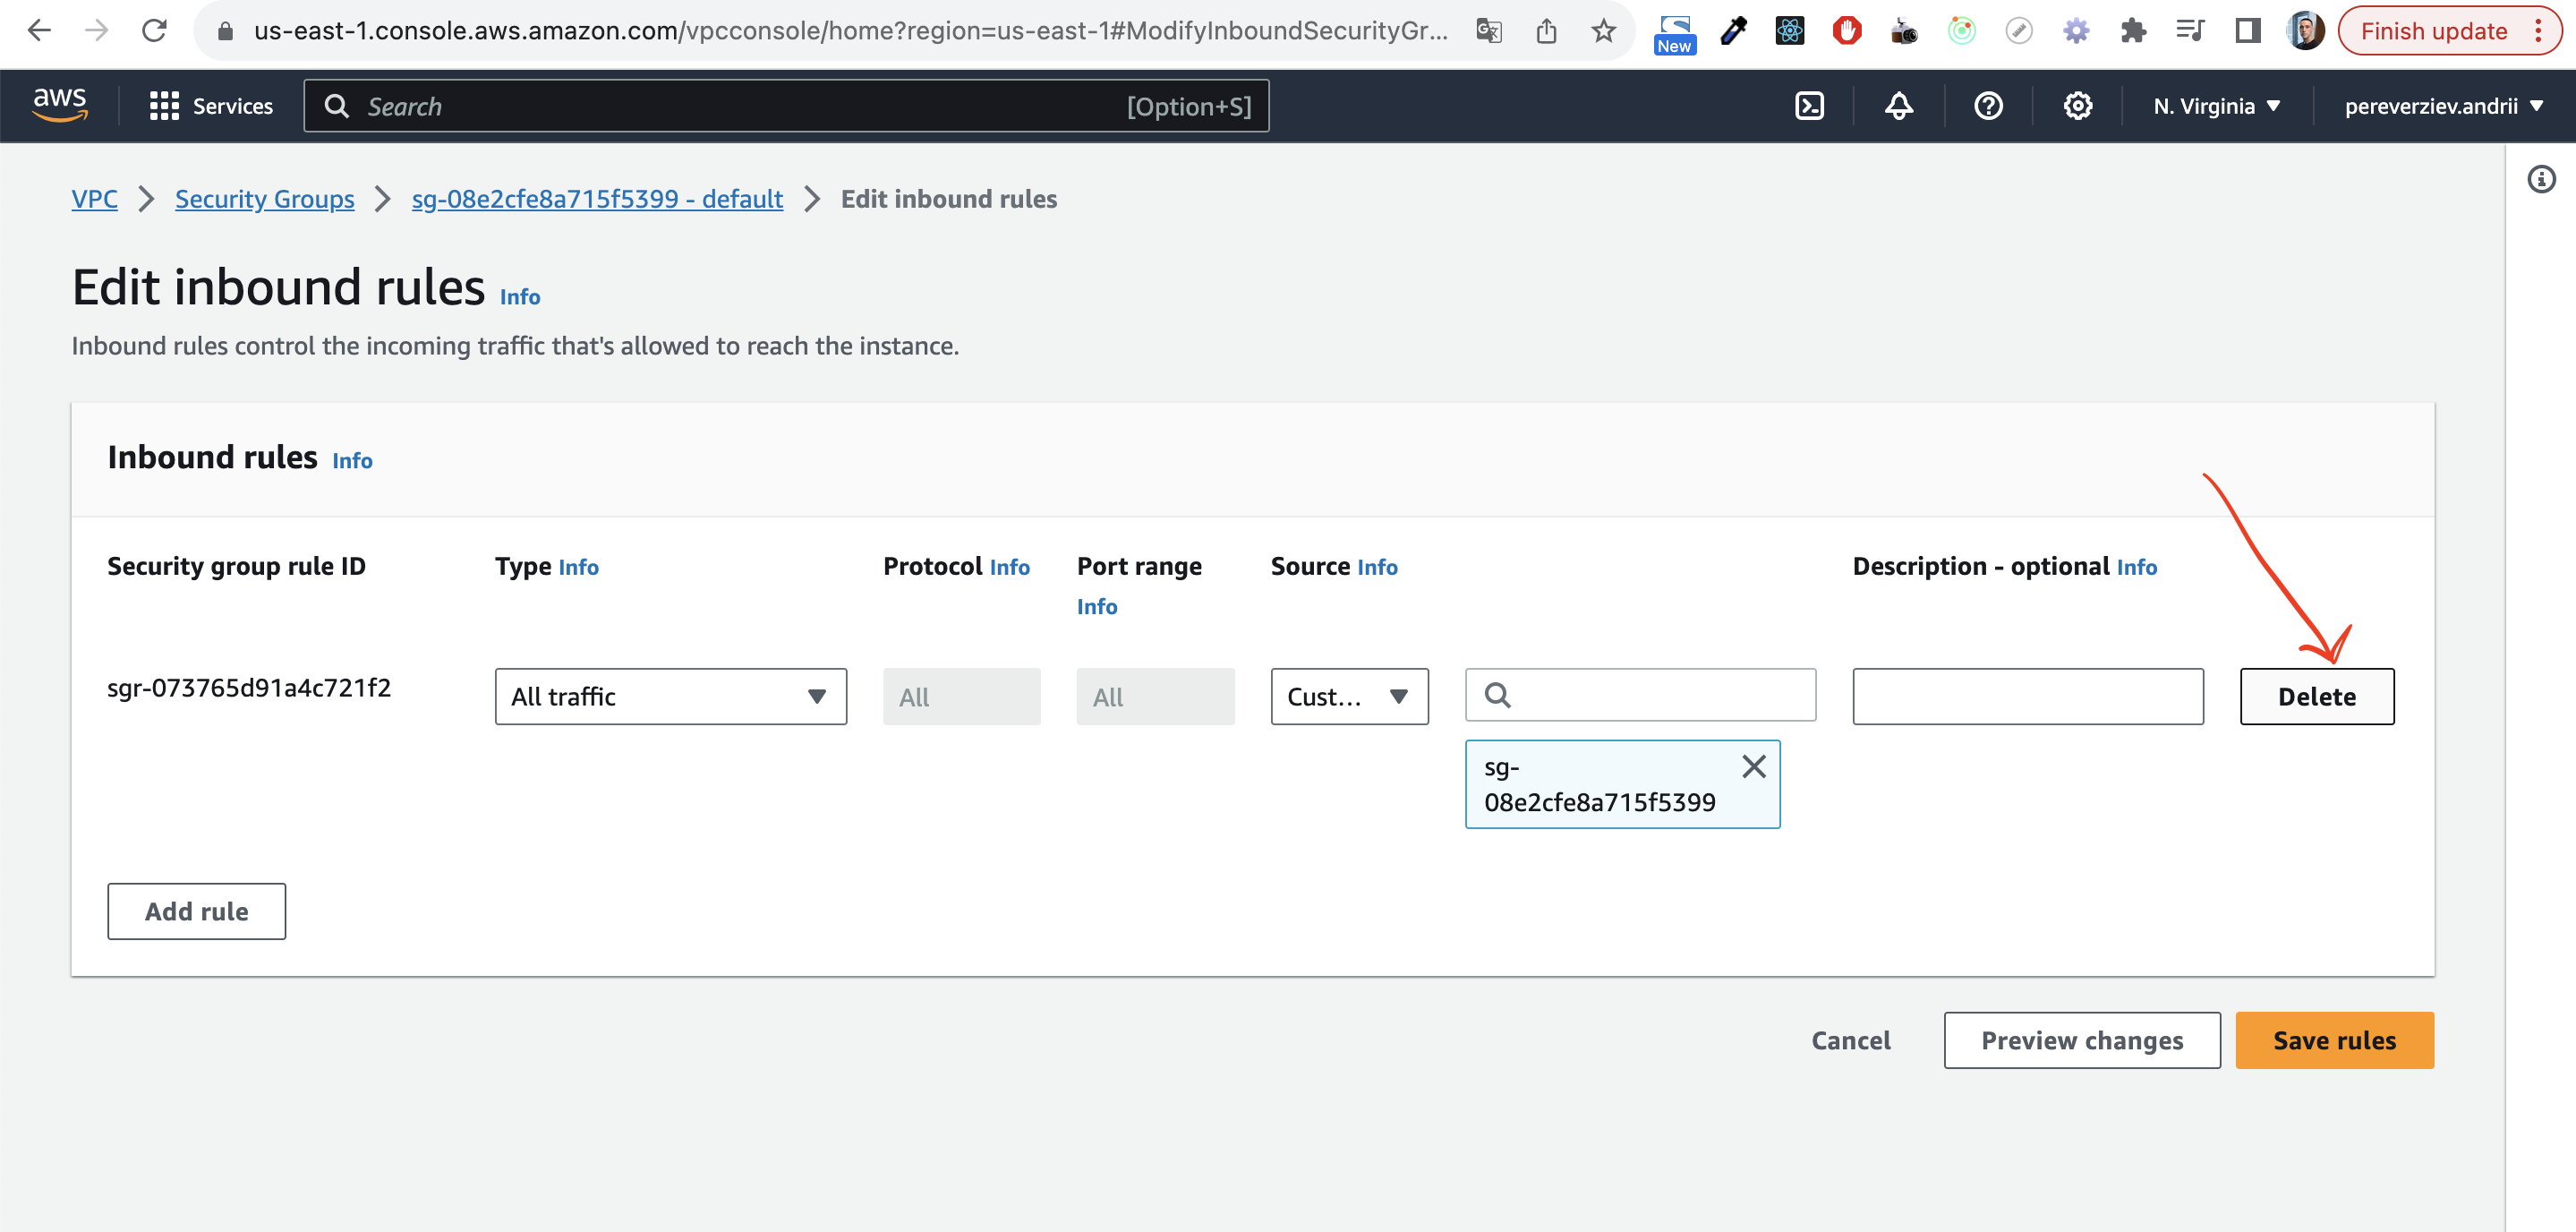 us-east-1.console.aws.amazon.com/vpcconsole/home?region=us-east-1#ModifyInboundSecurityGr...
New
Finish update
aws
Services
Search
[Option+S]
N. Virginia
pereverziev.andrii
VPC
Security Groups
sg-08e2cfe8a715f5399 - default
Edit inbound rules
Edit inbound rules Info
Inbound rules control the incoming traffic that's allowed to reach the instance.
Inbound rules Info
Security group rule ID
Type Info
Protocol Info
Port range
Info
Source Info
Description - optional Info
sgr-073765d91a4c721f2
All traffic
All
All
Cust...
sg-
08e2cfe8a715f5399
Delete
Add rule
Cancel
Preview changes
Save rules